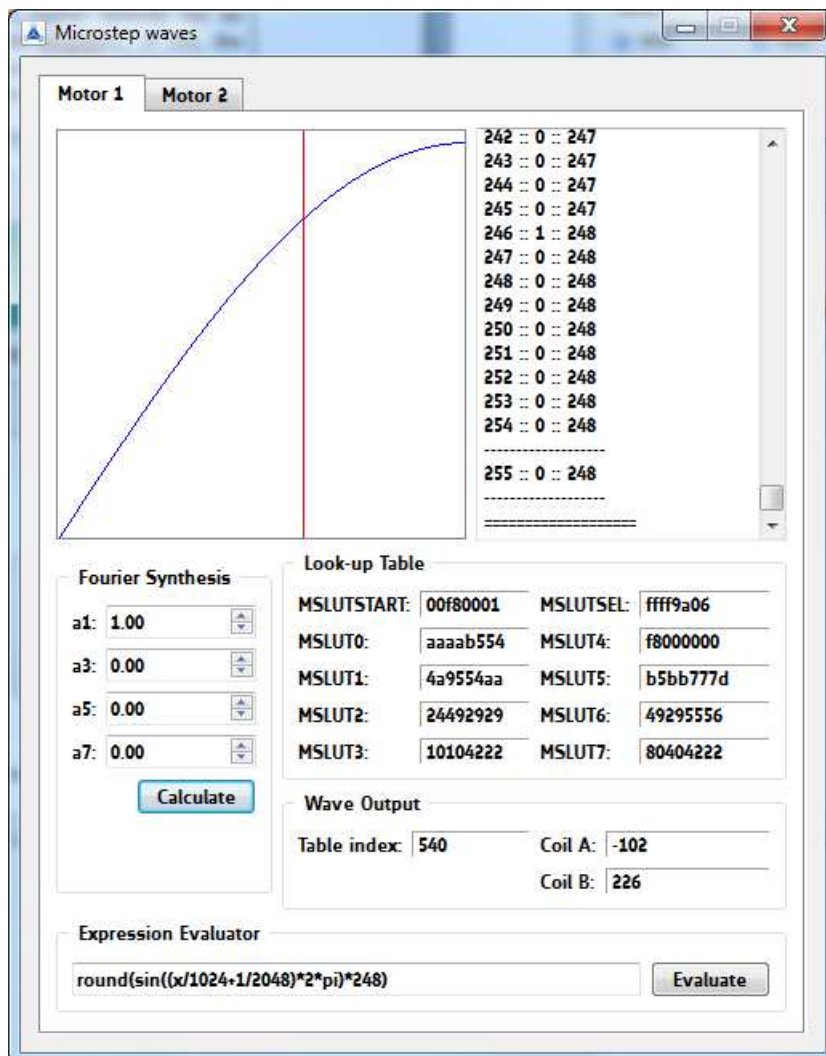 Microstep waves
Motor 1 Motor 2
242 :: 0 :: 247
243 :: 0 :: 247
244 :: 0 :: 247
245 :: 0 :: 247
246 :: 1 :: 248
247 :: 0 :: 248
248 :: 0 :: 248
249 :: 0 :: 248
250 :: 0 :: 248
251 :: 0 :: 248
252 :: 0 :: 248
253 :: 0 :: 248
254 :: 0 :: 248
-------------------
255 :: 0 :: 248
-------------------
===================
Fourier Synthesis
a1: 1.00
a3: 0.00
a5: 0.00
a7: 0.00
Calculate
Look-up Table
MSLUTSTART: 00f80001 MSLUTSEL: ffff9a06
MSLUT0: aaaab554 MSLUT4: f8000000
MSLUT1: 4a9554aa MSLUT5: b5bb777d
MSLUT2: 24492929 MSLUT6: 49295556
MSLUT3: 10104222 MSLUT7: 80404222
Wave Output
Table index: 540 Coil A: -102
Coil B: 226
Expression Evaluator
round(sin((x/1024+1/2048)*2*pi)*248) Evaluate